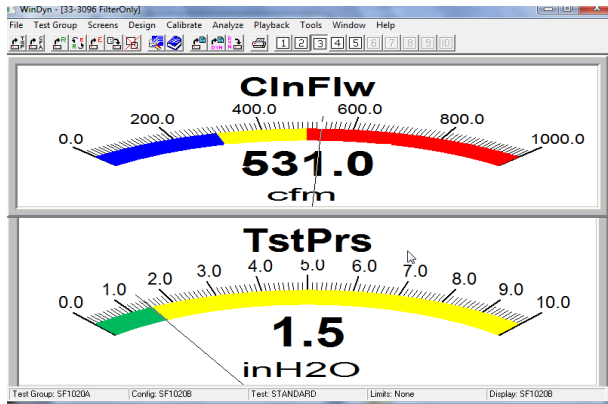 WinDyn - [33-3096 FilterOnly]
File Test Group Screens Design Calibrate Analyze Playback Tools Window Help
1 2 3 4 5 6 7 8 9 10
ClnFlw
0.0 200.0 400.0 600.0 800.0 1000.0
531.0
cfm
TstPrs
0.0 1.0 2.0 3.0 4.0 5.0 6.0 7.0 8.0 9.0 10.0
1.5
inH2O
Test Group: SF1020A Config: SF1020B Test: STANDARD Limits: None Display: SF1020B